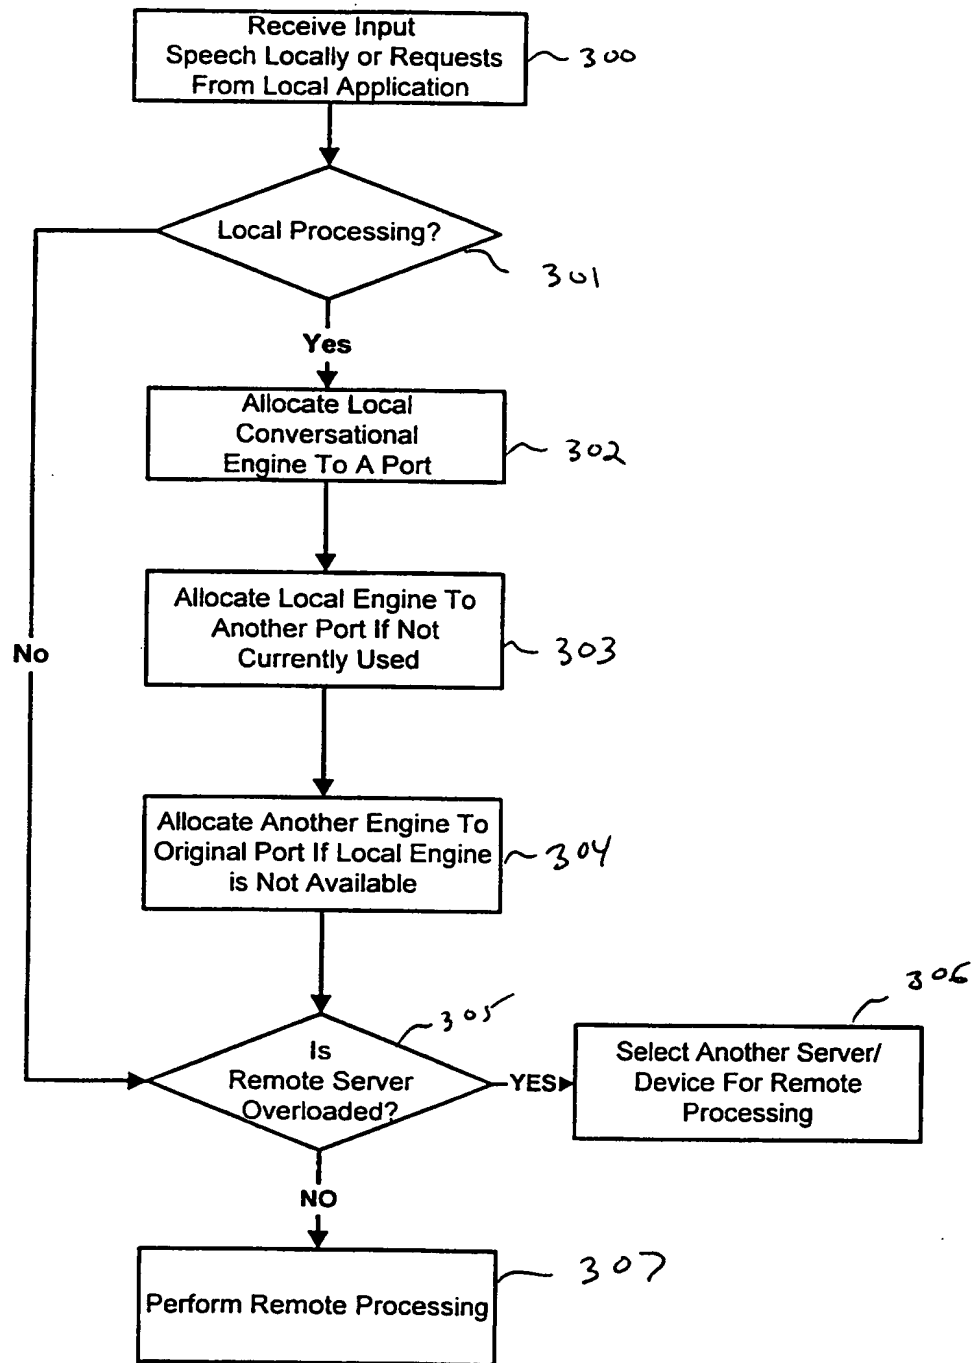 Receive Input
Speech Locally or Requests
From Local Application
300
Local Processing?
301
Yes
Allocate Local
Conversational
Engine To A Port
302
Allocate Local Engine To
Another Port If Not
Currently Used
303
No
Allocate Another Engine To
Original Port If Local Engine
is Not Available
304
305
Is
Remote Server
Overloaded?
YES
306
Select Another Server/
Device For Remote
Processing
NO
307
Perform Remote Processing